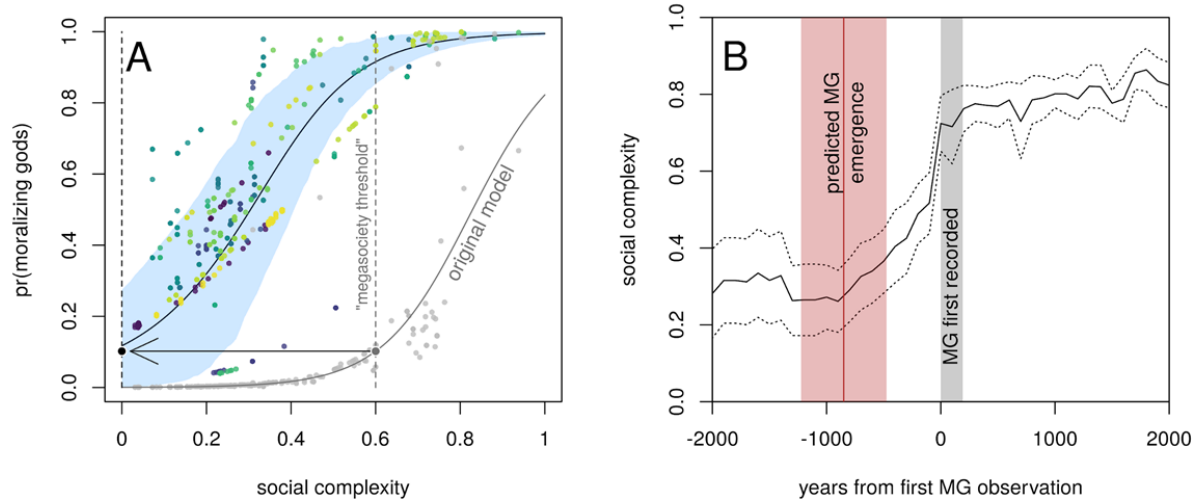 A
pr(moralizing gods)
0.0
0.2
0.4
0.6
0.8
1.0
"megasociety threshold"
original model
0
0.2
0.4
0.6
0.8
1
social complexity
B
social complexity
0.0
0.2
0.4
0.6
0.8
1.0
predicted MG
emergence
MG first recorded
-2000
-1000
0
1000
2000
years from first MG observation